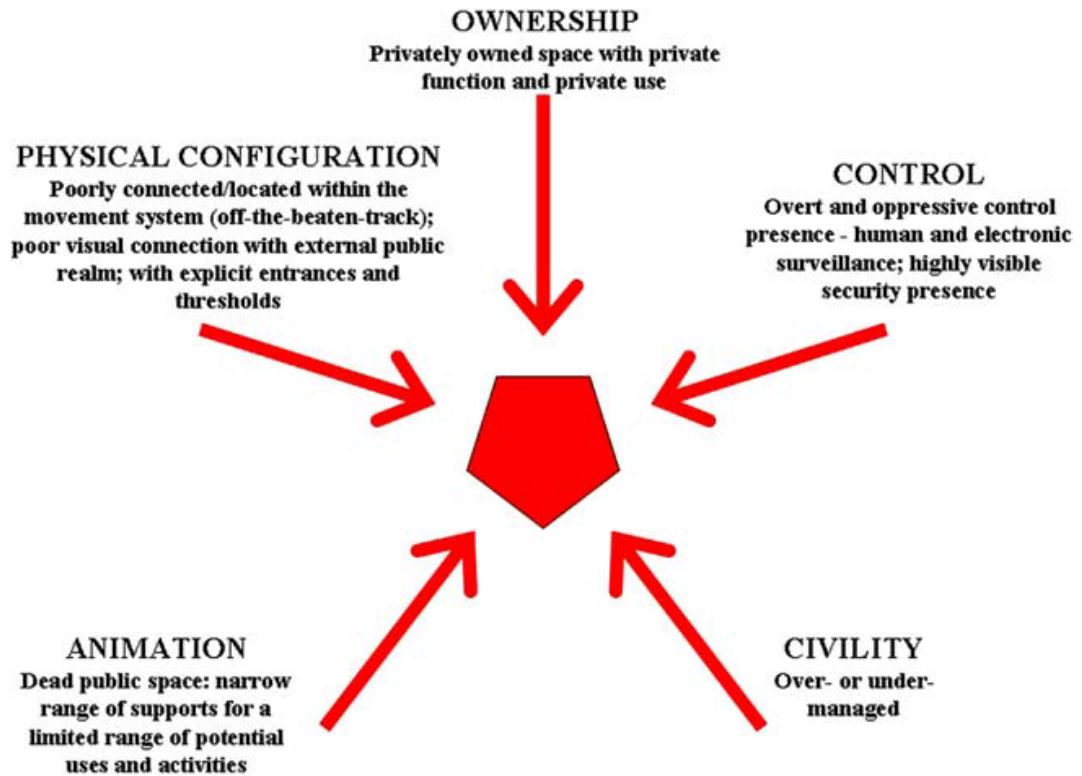 OWNERSHIP
Privately owned space with private
function and private use
PHYSICAL CONFIGURATION
Poorly connected/located within the
movement system (off-the-beaten-track);
poor visual connection with external public
realm; with explicit entrances and
thresholds
CONTROL
Overt and oppressive control
presence - human and electronic
surveillance; highly visible
security presence
ANIMATION
Dead public space: narrow
range of supports for a
limited range of potential
uses and activities
CIVILITY
Over- or under-
managed